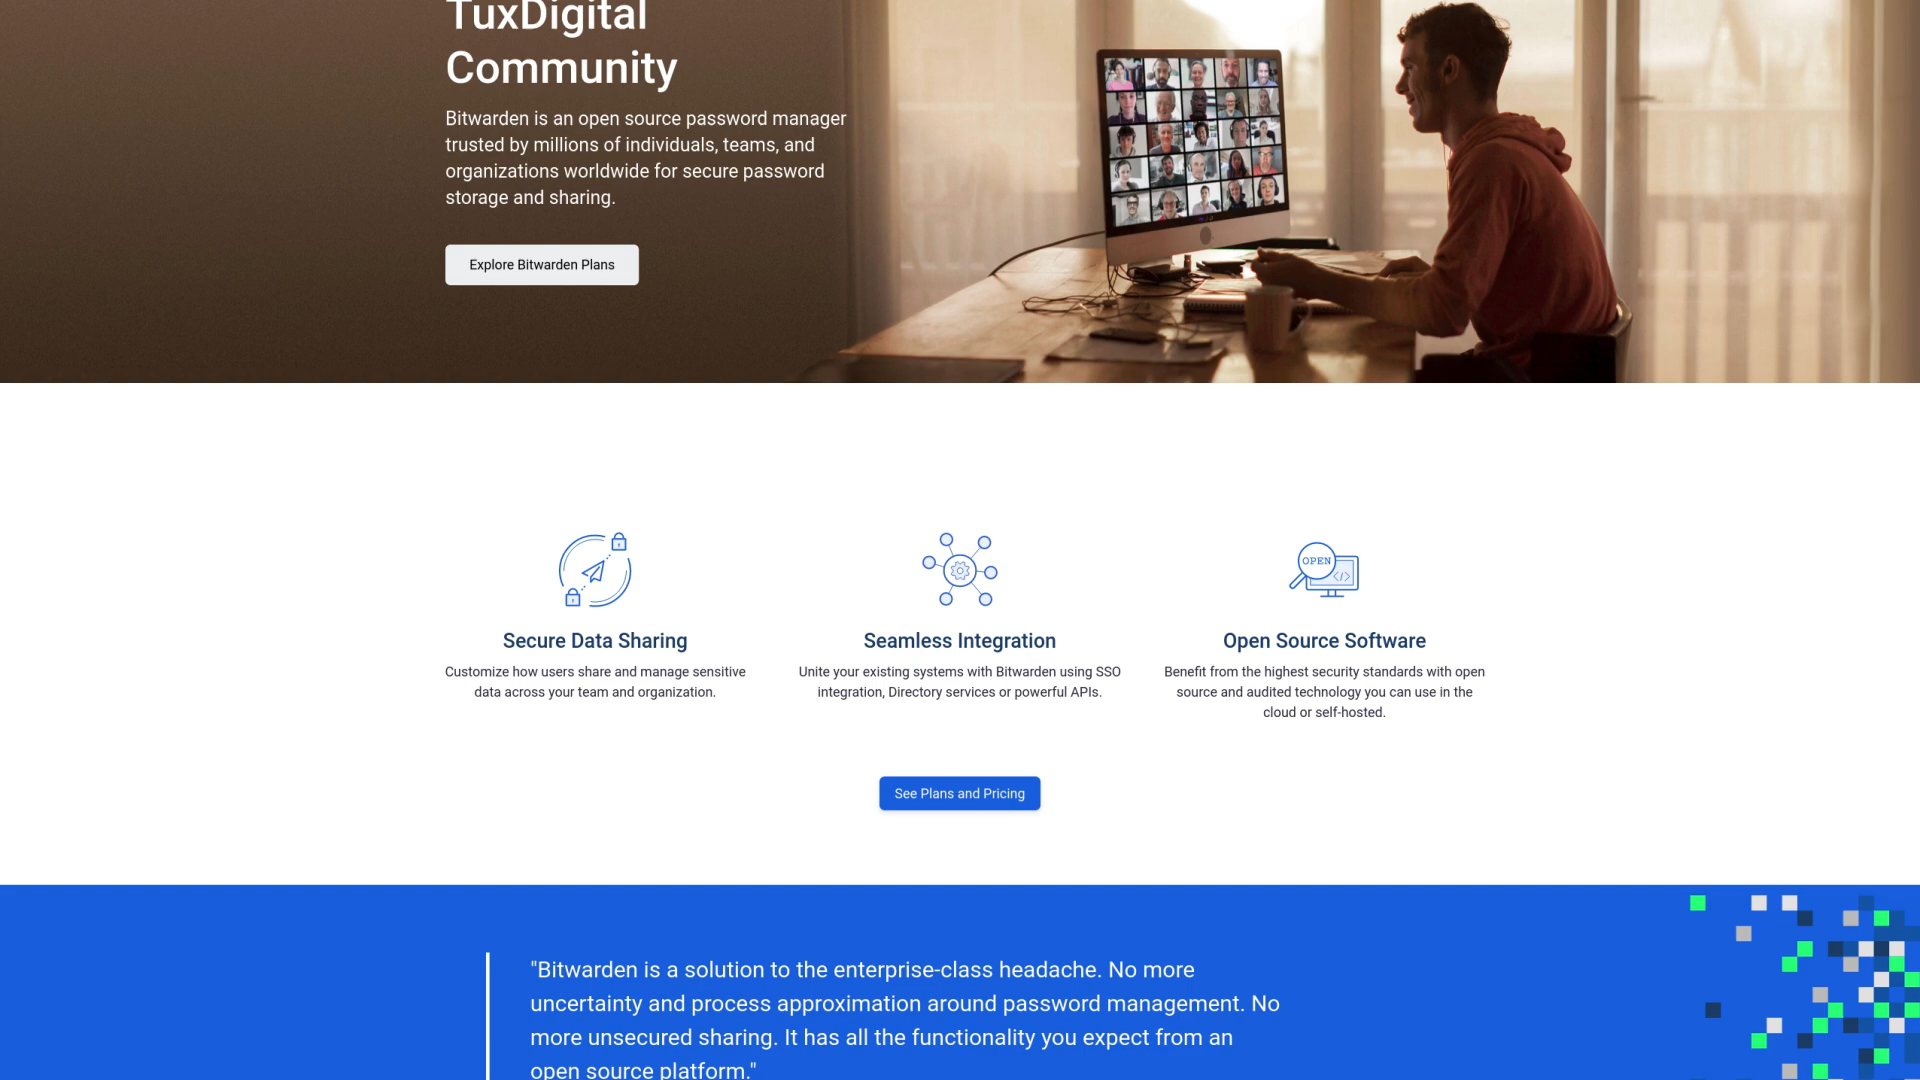 TuxDigital
Community
Bitwarden is an open source password manager
trusted by millions of individuals, teams, and
organizations worldwide for secure password
storage and sharing.
Explore Bitwarden Plans
OPEN
</>
Secure Data Sharing
Customize how users share and manage sensitive
data across your team and organization.
Seamless Integration
Unite your existing systems with Bitwarden using SSO
integration, Directory services or powerful APIs.
Open Source Software
Benefit from the highest security standards with open
source and audited technology you can use in the
cloud or self-hosted.
See Plans and Pricing
"Bitwarden is a solution to the enterprise-class headache. No more
uncertainty and process approximation around password management. No
more unsecured sharing. It has all the functionality you expect from an
open source platform."